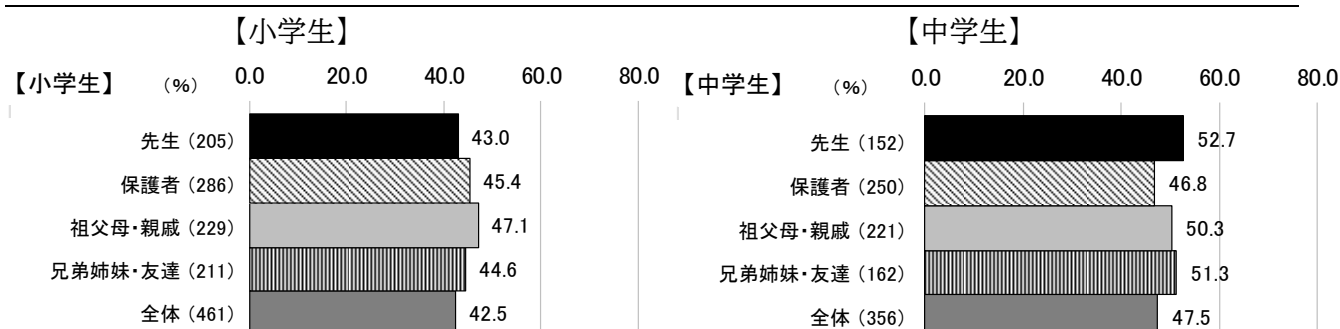 【小学生】
【小学生】 (%) 0.0 20.0 40.0 60.0 80.0
先生 (205) 43.0
保護者 (286) 45.4
祖父母・親戚 (229) 47.1
兄弟姉妹・友達 (211) 44.6
全体 (461) 42.5
【中学生】
【中学生】 (%) 0.0 20.0 40.0 60.0 80.0
先生 (152) 52.7
保護者 (250) 46.8
祖父母・親戚 (221) 50.3
兄弟姉妹・友達 (162) 51.3
全体 (356) 47.5